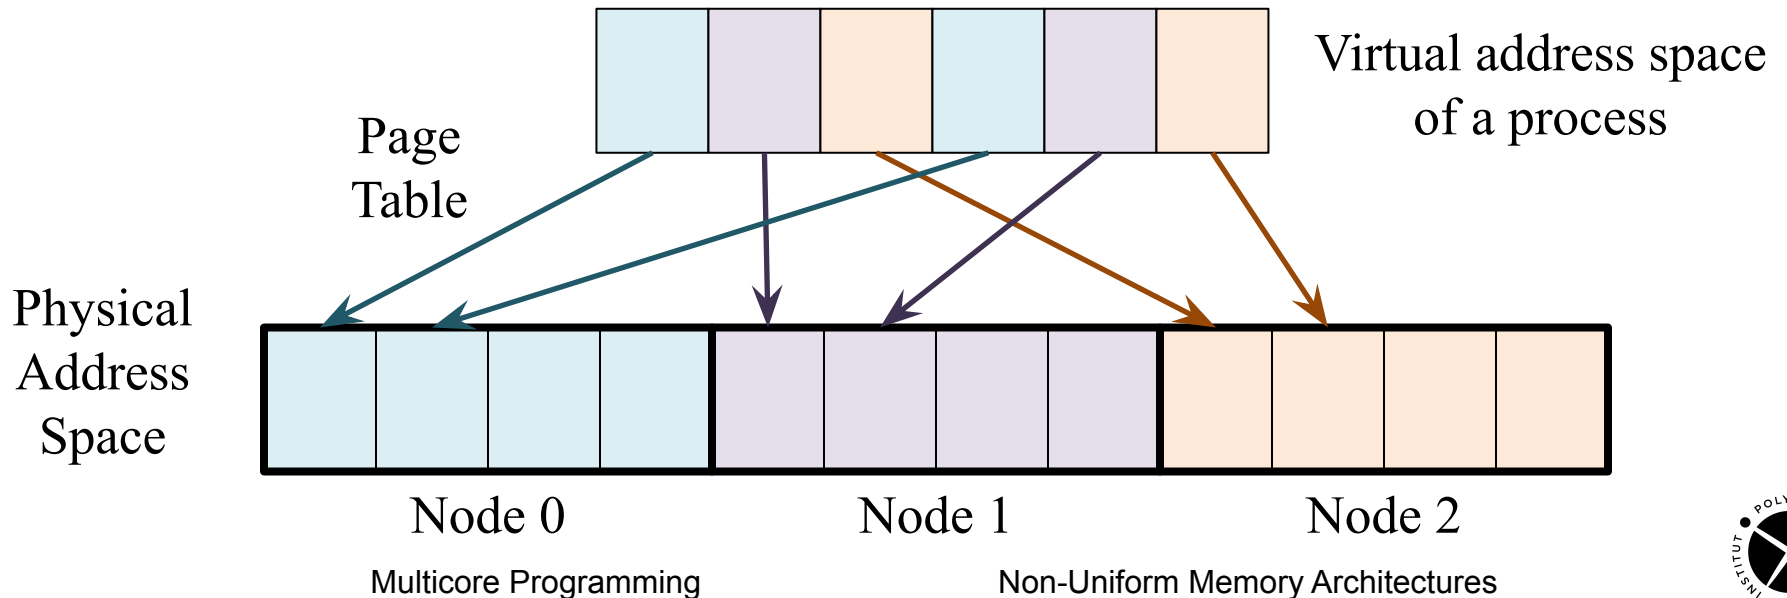 Virtual address space
of a process
Page
Table
Physical
Address
Space
Node 0
Node 1
Node 2
Multicore Programming
Non-Uniform Memory Architectures
INSTITUT